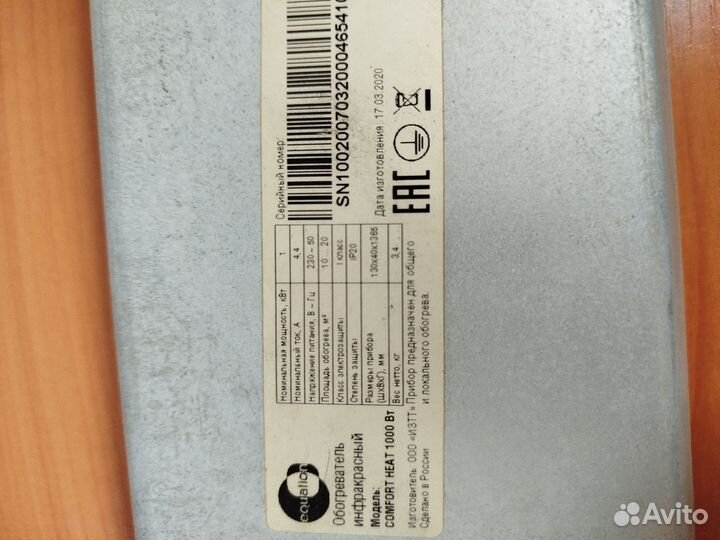 equation
Обогреватель
инфракрасный
Модель:
COMFORT HEAT 1000 Вт
Номинальная мощность, кВт 1
Номинальный ток, А 4,4
Напряжение питания, В ~ Гц 230 ~ 50
Площадь обогрева, м² 10 ... 20
Класс электрозащиты I класс
Степень защиты IP20
Размеры прибора 130х40х1365
(шхвхг), мм
Вес нетто, кг 3,4
Серийный номер:
SN1002007032000465410
Дата изготовления 17.03.2020
EAC
Изготовитель: ООО «ИЗТТ» Прибор предназначен для общего
Сделано в России и локального обогрева.
Avito